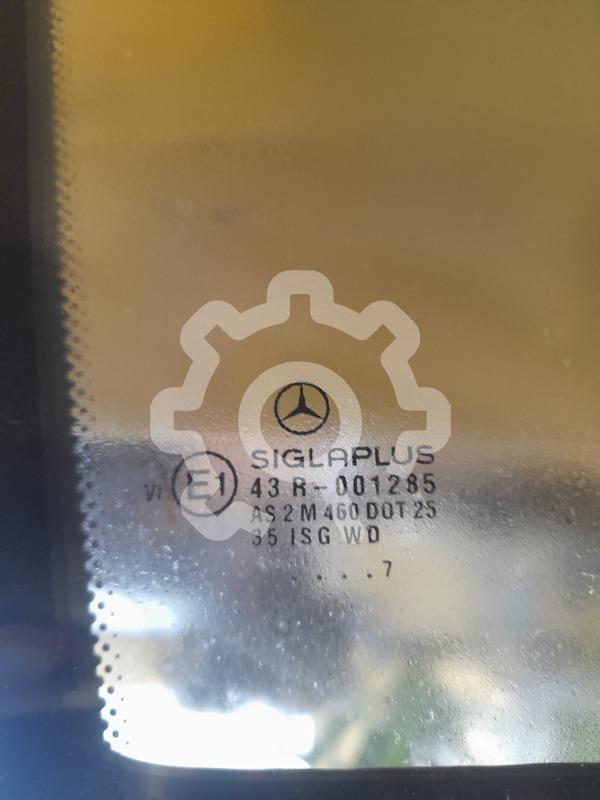 SIGLAPLUS
VI E1 43 R-001285
AS 2 M 460 DOT 25
35 ISG WD
....7